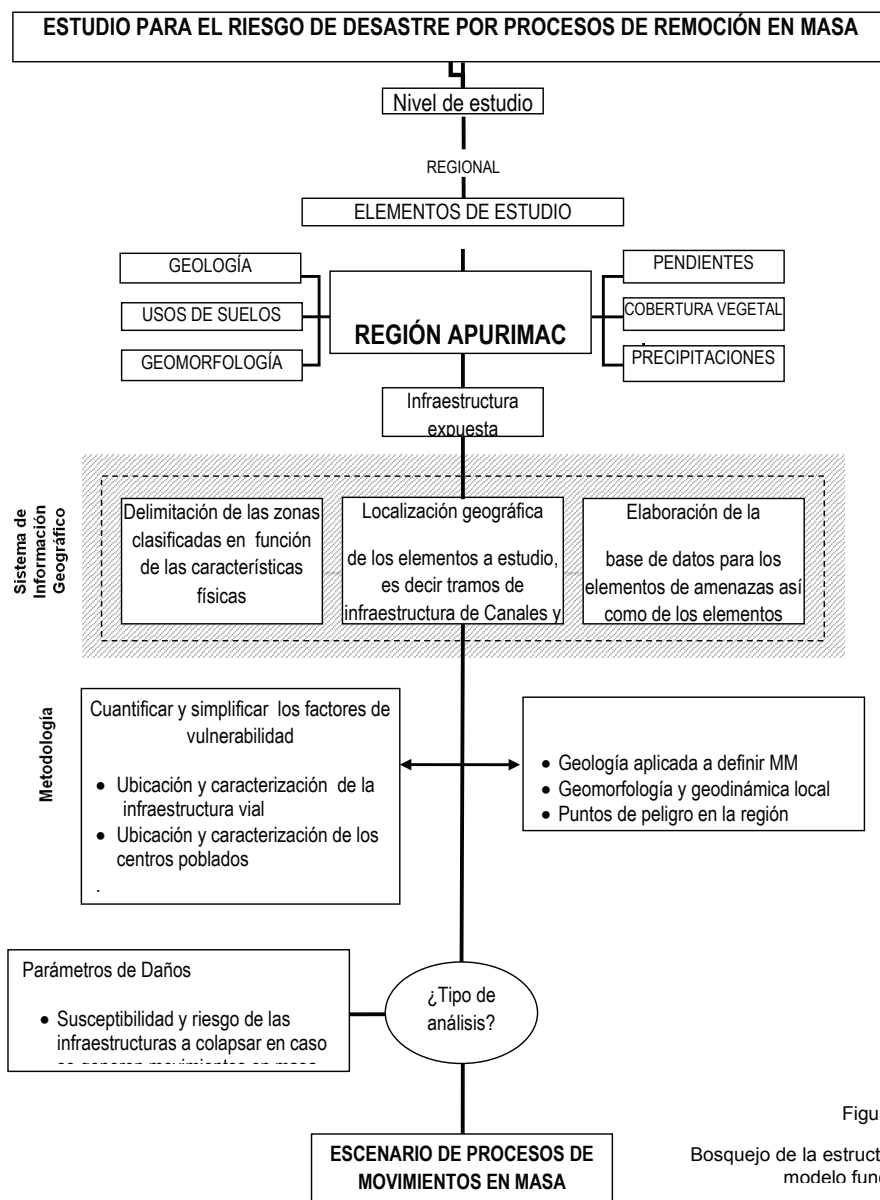 ESTUDIO PARA EL RIESGO DE DESASTRE POR PROCESOS DE REMOCIÓN EN MASA
Nivel de estudio
REGIONAL
ELEMENTOS DE ESTUDIO
GEOLOGÍA
USOS DE SUELOS
GEOMORFOLOGÍA
REGIÓN APURIMAC
PENDIENTES
COBERTURA VEGETAL
PRECIPITACIONES
Infraestructura
expuesta
Sistema de
Información
Geográfico
Delimitación de las zonas
clasificadas en función
de las características
físicas
Localización geográfica
de los elementos a estudio,
es decir tramos de
infraestructura de Canales y
Elaboración de la
base de datos para los
elementos de amenazas así
como de los elementos
Metodología
Cuantificar y simplificar los factores de
vulnerabilidad
• Ubicación y caracterización de la
infraestructura vial
• Ubicación y caracterización de los
centros poblados
.
• Geología aplicada a definir MM
• Geomorfología y geodinámica local
• Puntos de peligro en la región
Parámetros de Daños
• Susceptibilidad y riesgo de las
infraestructuras a colapsar en caso
se generen movimientos en masa
¿Tipo de
análisis?
ESCENARIO DE PROCESOS DE
MOVIMIENTOS EN MASA
Figu
Bosquejo de la estruct
modelo fun